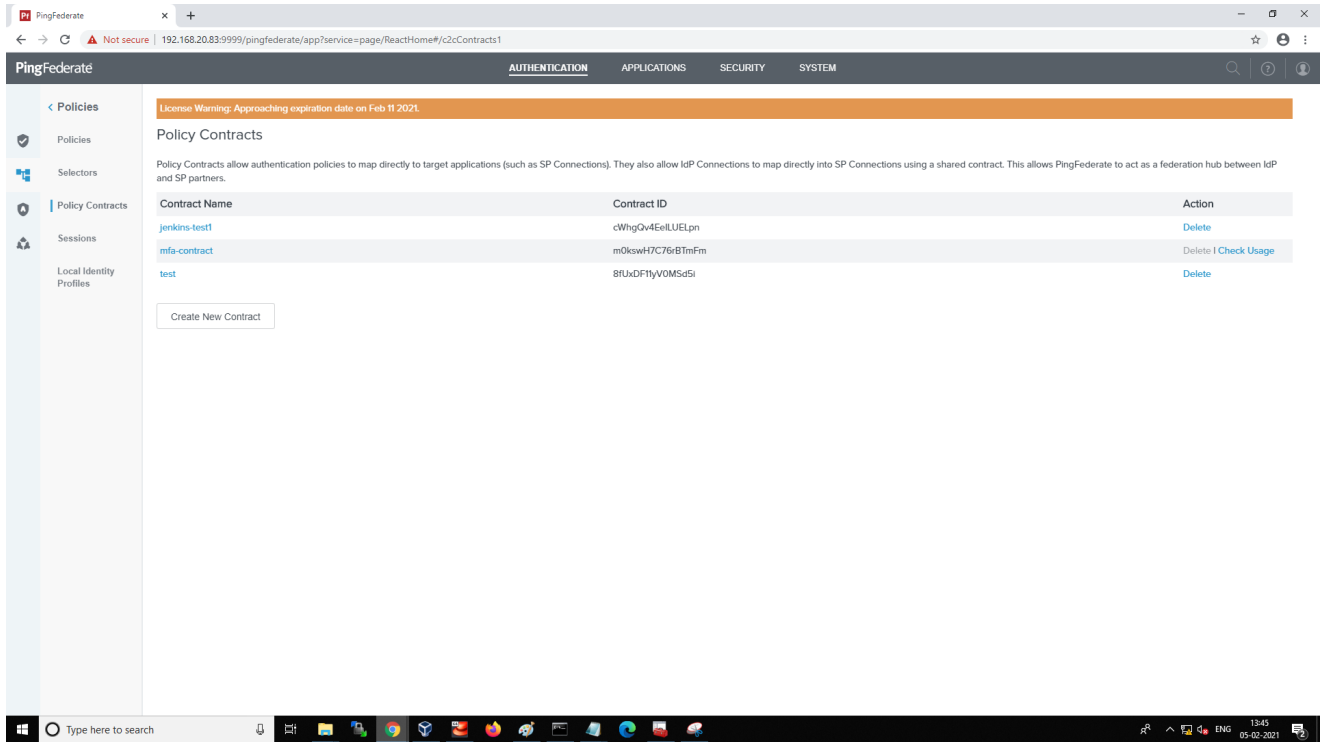 PingFederate
Not secure | 192.168.20.83:9999/pingfederate/app?service=page/ReactHome#/c2cContracts1
PingFederate
AUTHENTICATION
APPLICATIONS
SECURITY
SYSTEM
< Policies
Policies
Selectors
Policy Contracts
Sessions
Local Identity
Profiles
License Warning: Approaching expiration date on Feb 11 2021.
Policy Contracts
Policy Contracts allow authentication policies to map directly to target applications (such as SP Connections). They also allow IdP Connections to map directly into SP Connections using a shared contract. This allows PingFederate to act as a federation hub between IdP
and SP partners.
Contract Name Contract ID Action
jenkins-test1 cWhgQv4EelLUELpn Delete
mfa-contract m0kswH7C76rBTmFm Delete | Check Usage
test 8fUxDF11yV0MSd5i Delete
Create New Contract
Type here to search
ENG
13:45
05-02-2021
2